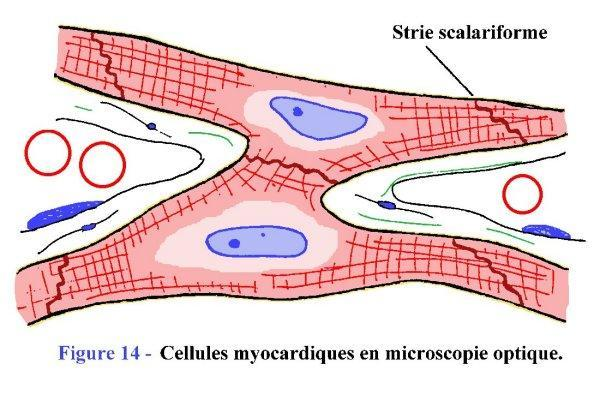 Strie scalariforme
Figure 14 - Cellules myocardiques en microscopie optique.